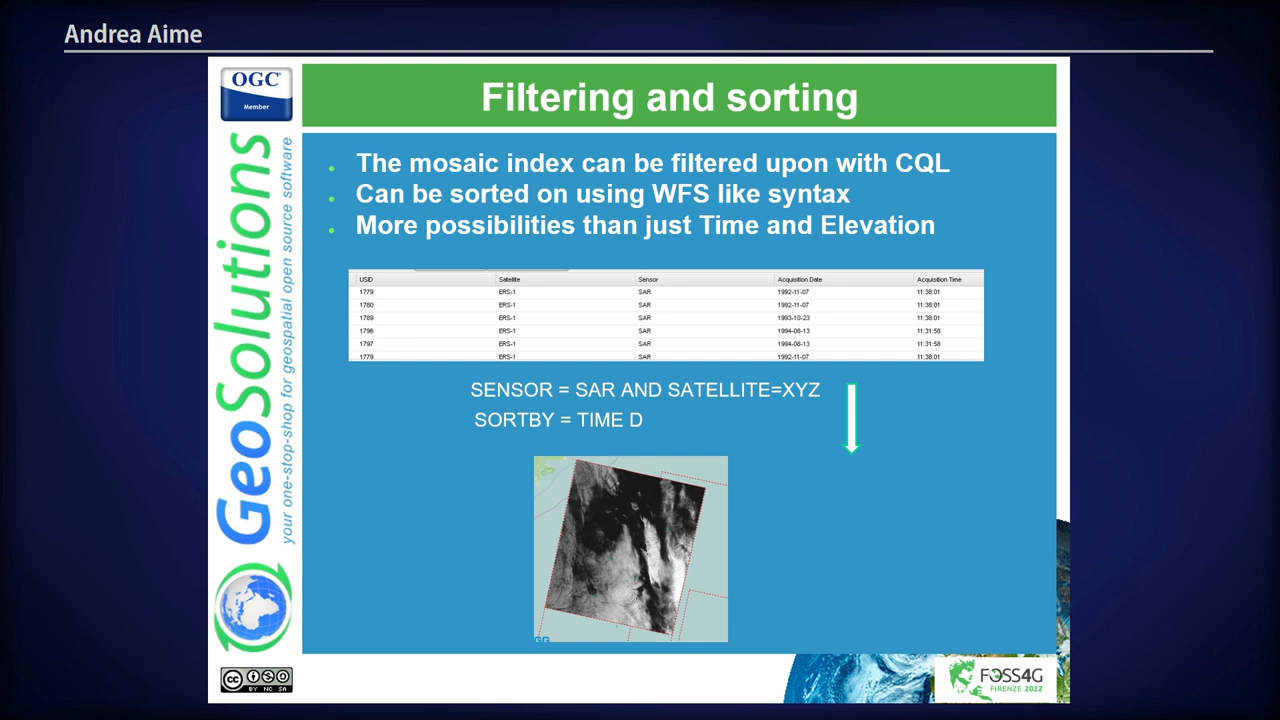 Andrea Aime
OGC
Member
Filtering and sorting
GeoSolutions
your one-stop-shop for geospatial open source software
The mosaic index can be filtered upon with CQL
Can be sorted on using WFS like syntax
More possibilities than just Time and Elevation
USID Satellite Sensor Acquisition Date Acquisition Time
1779 ERS-1 SAR 1992-11-07 11:38:01
1780 ERS-1 SAR 1992-11-07 11:38:01
1789 ERS-1 SAR 1993-10-23 11:38:01
1796 ERS-1 SAR 1994-08-13 11:31:58
1797 ERS-1 SAR 1994-08-13 11:31:58
1779 ERS-1 SAR 1992-11-07 11:38:01
SENSOR = SAR AND SATELLITE=XYZ
SORTBY = TIME D
GG
cc
BY NC SA
FOSS4G
FIRENZE 2022